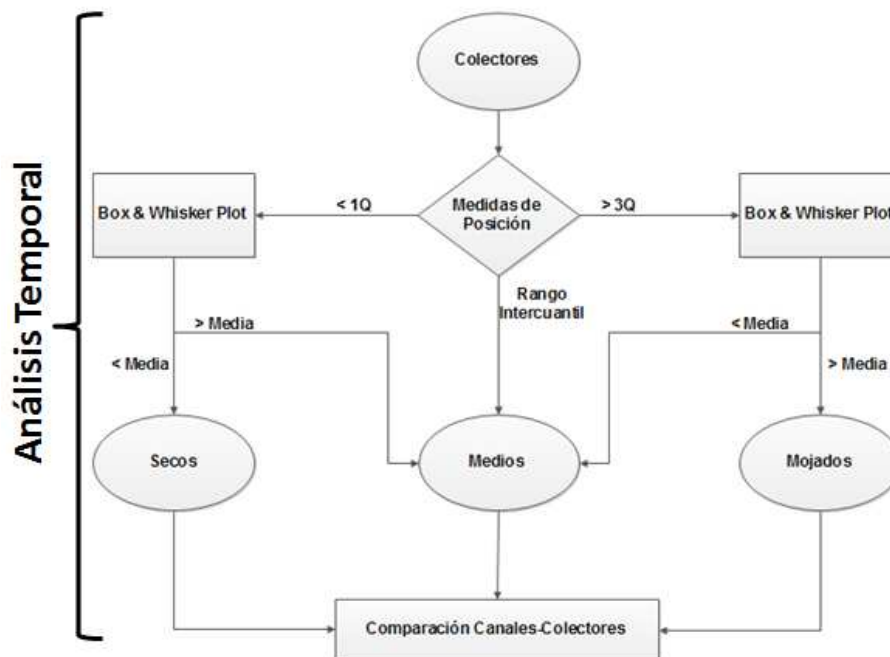 Análisis Temporal
Colectores
Box & Whisker Plot
< 1Q
Medidas de
Posición
> 3Q
Box & Whisker Plot
Rango
Intercuantil
> Media
< Media
< Media
> Media
Secos
Medios
Mojados
Comparación Canales-Colectores